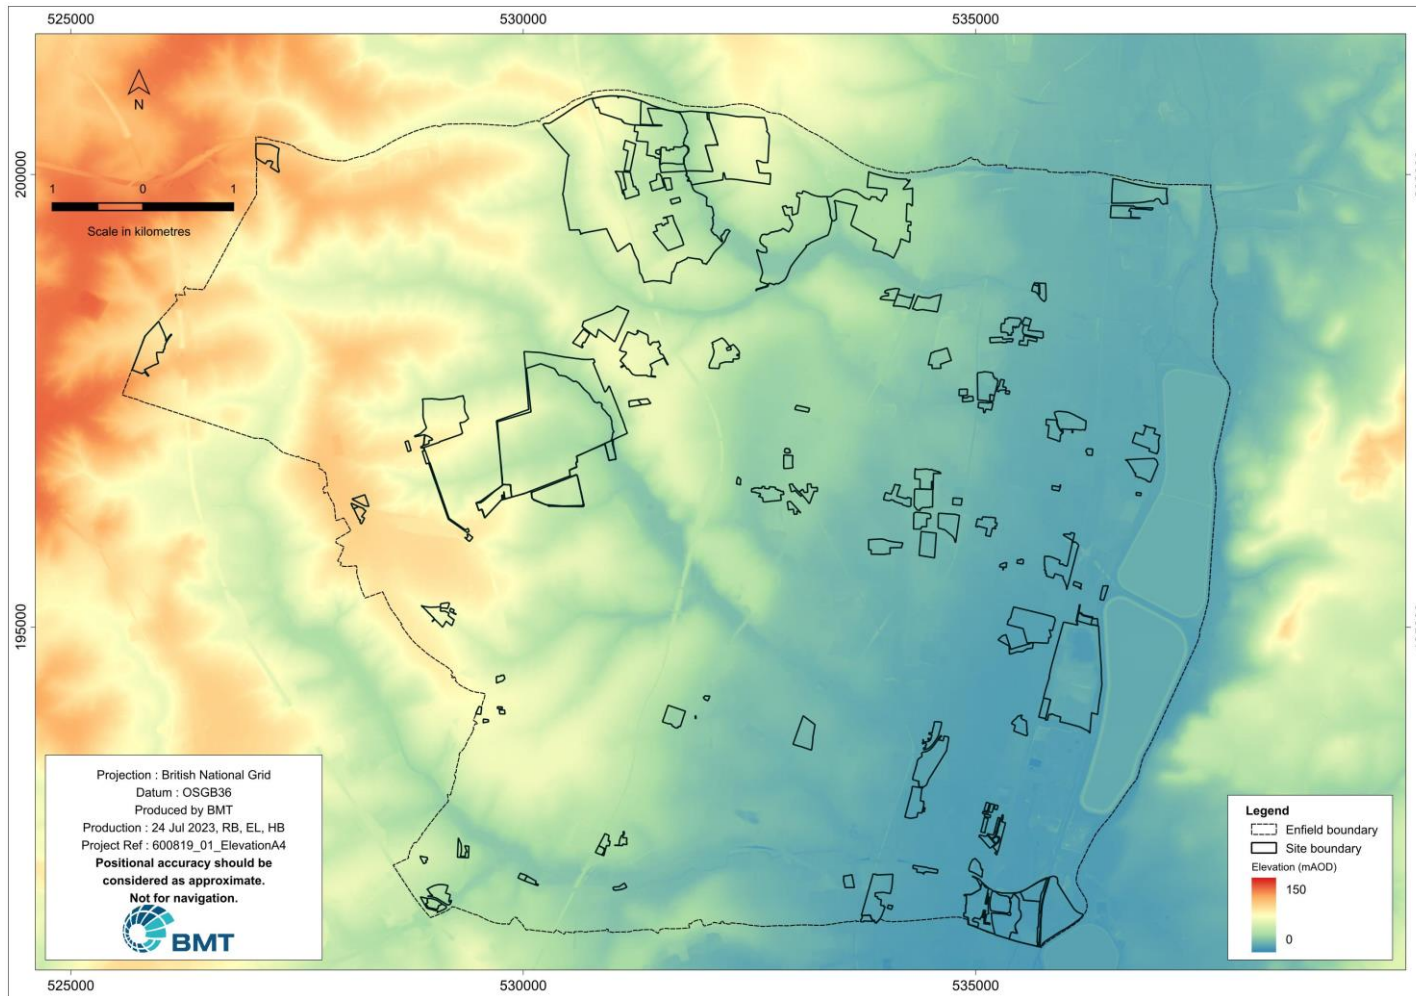 525000
530000
535000
N
200000
1
0
1
Scale in kilometres
195000
Projection : British National Grid
Datum : OSGB36
Produced by BMT
Production : 24 Jul 2023, RB, EL, HB
Project Ref : 600819_01_ElevationA4
Positional accuracy should be
considered as approximate.
Not for navigation.
BMT
Legend
Enfield boundary
Site boundary
Elevation (mAOD)
150
0
525000
530000
535000